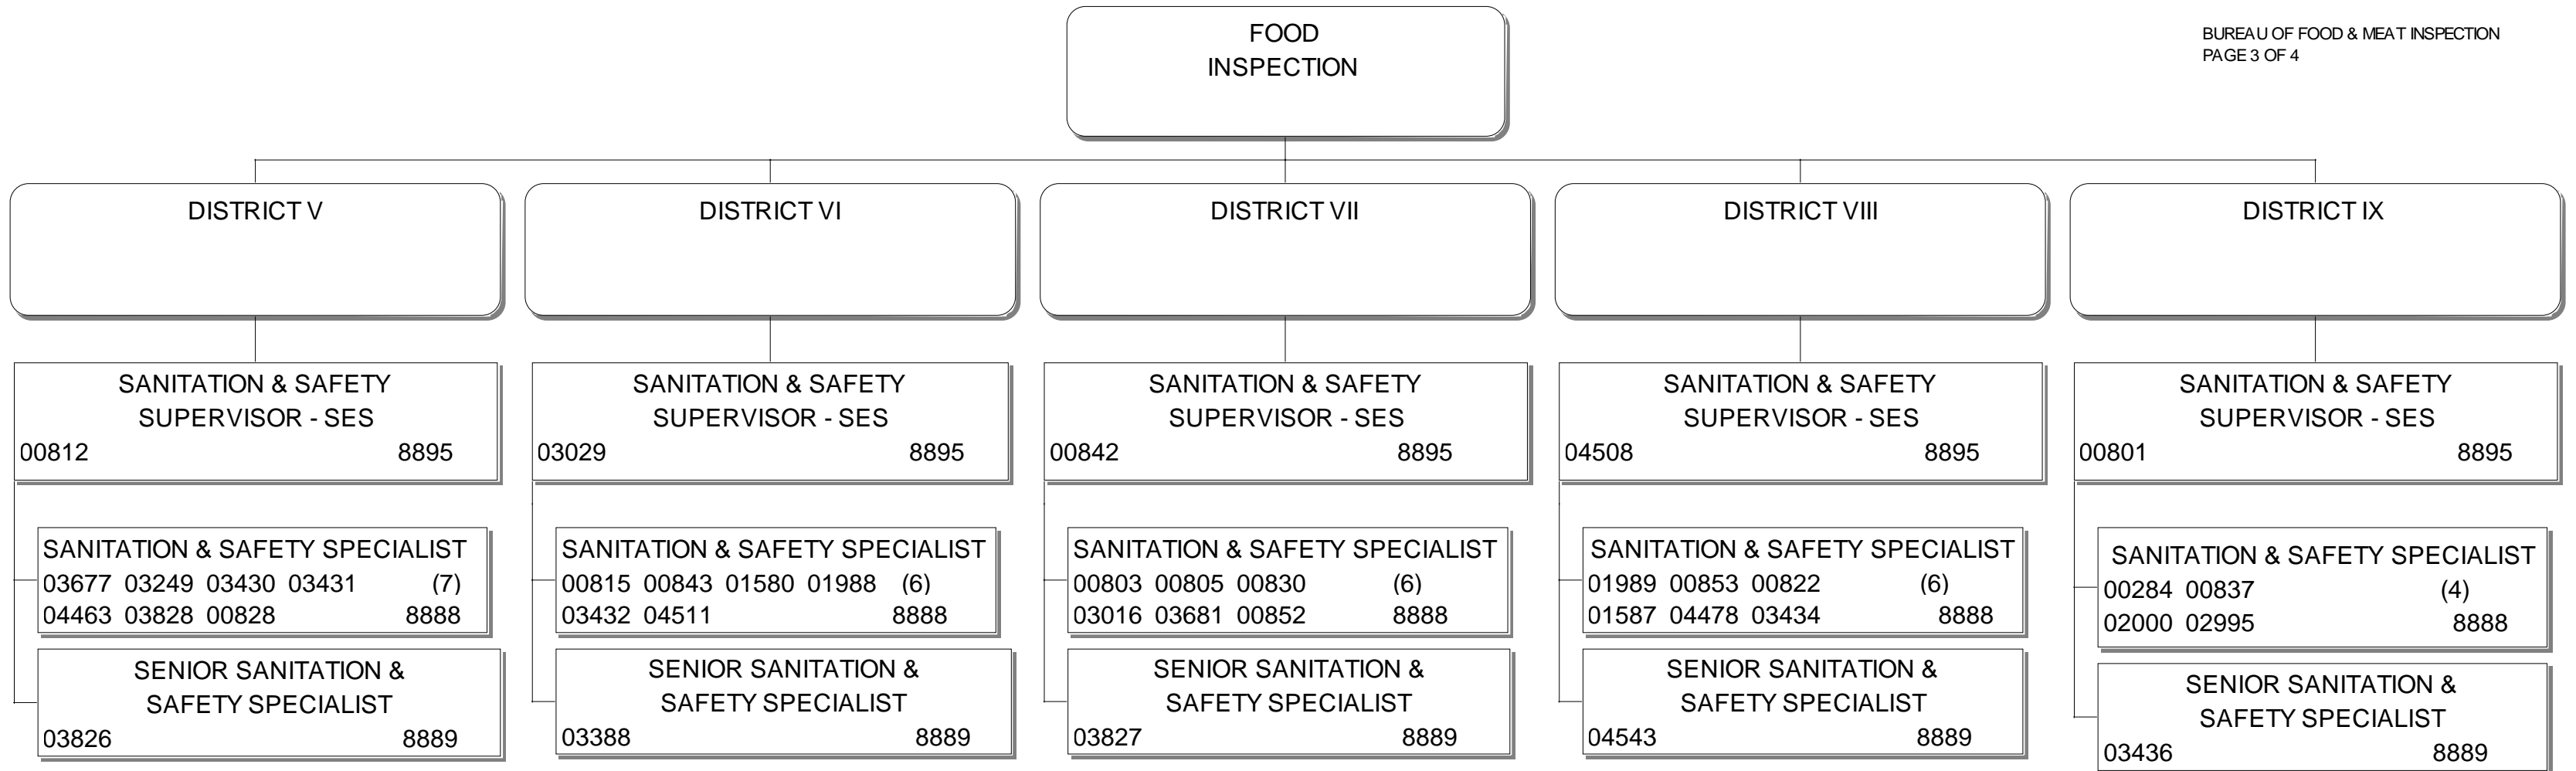 FOOD
INSPECTION
BUREAU OF FOOD & MEAT INSPECTION
PAGE 3 OF 4
DISTRICT V
DISTRICT VI
DISTRICT VII
DISTRICT VIII
DISTRICT IX
SANITATION & SAFETY
SUPERVISOR - SES
00812 8895
SANITATION & SAFETY
SUPERVISOR - SES
03029 8895
SANITATION & SAFETY
SUPERVISOR - SES
00842 8895
SANITATION & SAFETY
SUPERVISOR - SES
04508 8895
SANITATION & SAFETY
SUPERVISOR - SES
00801 8895
SANITATION & SAFETY SPECIALIST
03677 03249 03430 03431 (7)
04463 03828 00828 8888
SANITATION & SAFETY SPECIALIST
00815 00843 01580 01988 (6)
03432 04511 8888
SANITATION & SAFETY SPECIALIST
00803 00805 00830 (6)
03016 03681 00852 8888
SANITATION & SAFETY SPECIALIST
01989 00853 00822 (6)
01587 04478 03434 8888
SANITATION & SAFETY SPECIALIST
00284 00837 (4)
02000 02995 8888
SENIOR SANITATION &
SAFETY SPECIALIST
03826 8889
SENIOR SANITATION &
SAFETY SPECIALIST
03388 8889
SENIOR SANITATION &
SAFETY SPECIALIST
03827 8889
SENIOR SANITATION &
SAFETY SPECIALIST
04543 8889
SENIOR SANITATION &
SAFETY SPECIALIST
03436 8889